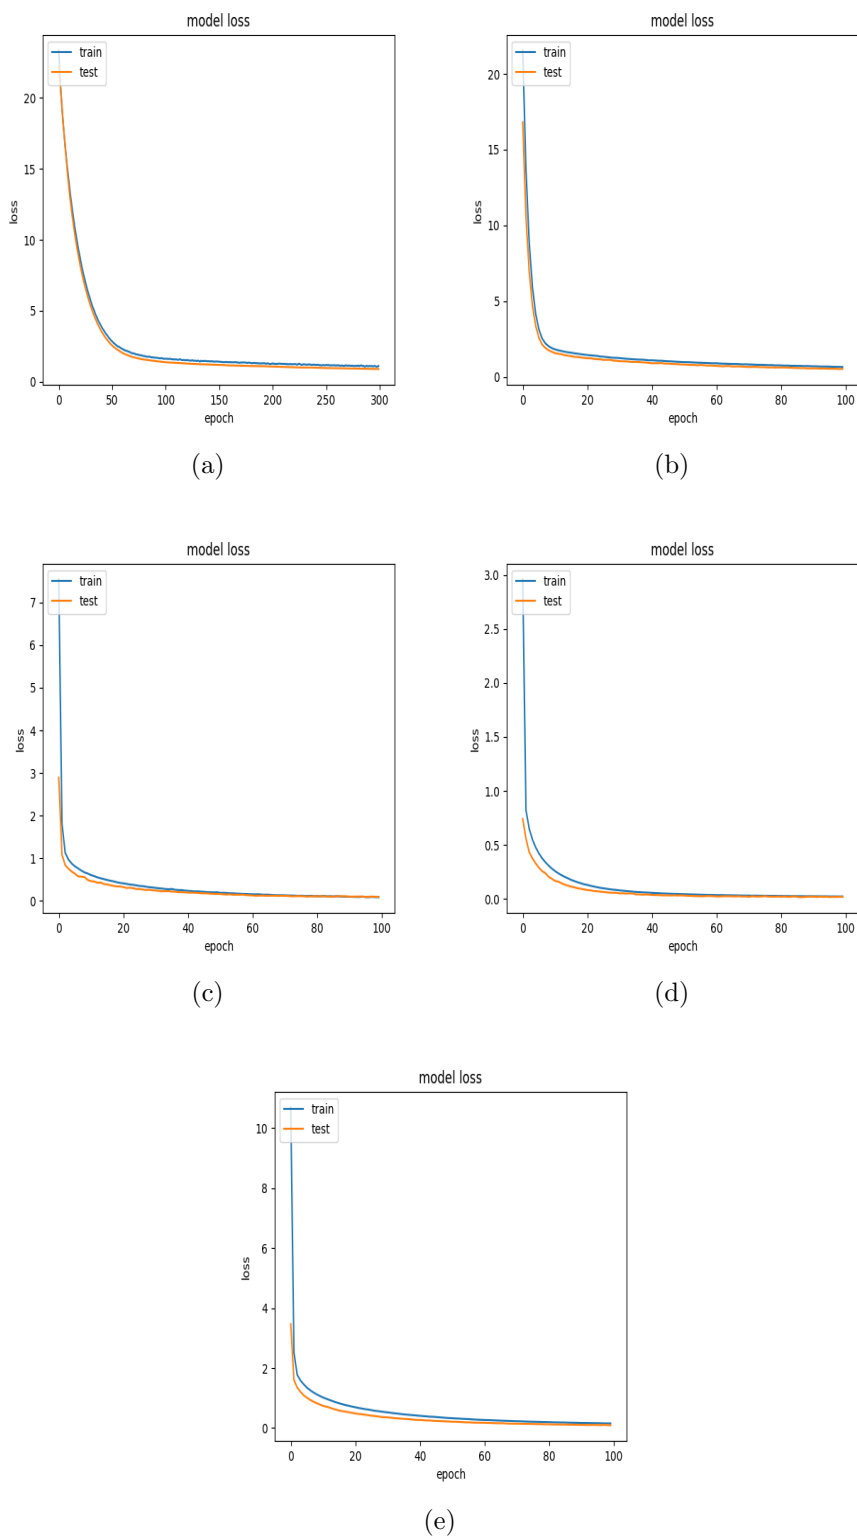 model loss
train
test
20
15
10
5
0
loss
0 50 100 150 200 250 300
epoch
(a)
model loss
train
test
20
15
10
5
0
loss
0 20 40 60 80 100
epoch
(b)
model loss
train
test
7
6
5
4
3
2
1
0
loss
0 20 40 60 80 100
epoch
(c)
model loss
train
test
3.0
2.5
2.0
1.5
1.0
0.5
0.0
loss
0 20 40 60 80 100
epoch
(d)
model loss
train
test
10
8
6
4
2
0
loss
0 20 40 60 80 100
epoch
(e)